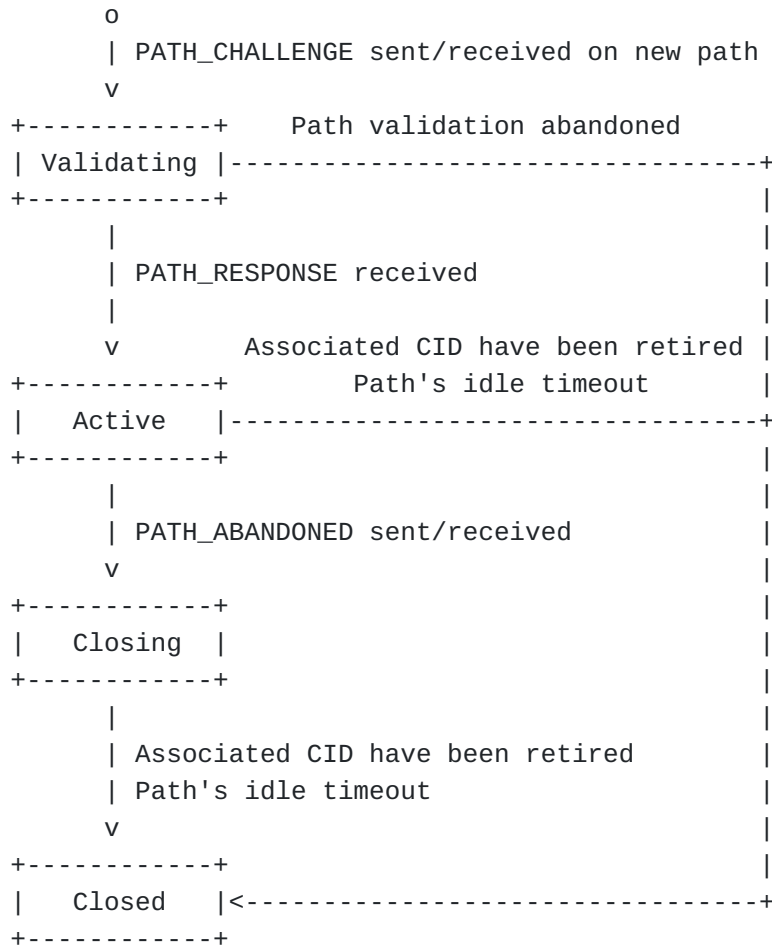 o
| PATH_CHALLENGE sent/received on new path
v
+------------+    Path validation abandoned
| Validating |----------------------------------+
+------------+                                  |
|                                         |
| PATH_RESPONSE received                  |
|                                         |
v        Associated CID have been retired |
+------------+        Path's idle timeout       |
|   Active   |----------------------------------+
+------------+                                  |
|                                         |
| PATH_ABANDONED sent/received            |
v                                         |
+------------+                                  |
|   Closing  |                                  |
+------------+                                  |
|                                         |
| Associated CID have been retired        |
| Path's idle timeout                     |
v                                         |
+------------+                                  |
|   Closed   |<---------------------------------+
+------------+